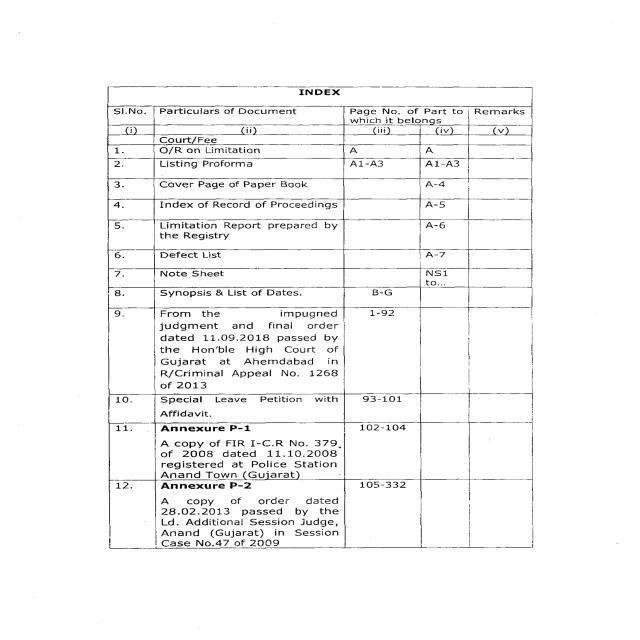 INDEX
Sl.No. Particulars of Document Page No. of Part to Remarks
which it belongs
(i) (ii) (iii) (iv) (v)
Court/Fee
1. O/R on Limitation A A
2. Listing Proforma A1-A3 A1-A3
3. Cover Page of Paper Book A-4
4. Index of Record of Proceedings A-5
5. Limitation Report prepared by A-6
the Registry
6. Defect List A-7
7. Note Sheet NS1
to...
8. Synopsis & List of Dates. B-G
9. From the impugned 1-92
judgment and final order
dated 11.09.2018 passed by
the Hon'ble High Court of
Gujarat at Ahemdabad in
R/Criminal Appeal No. 1268
of 2013
10. Special Leave Petition with 93-101
Affidavit.
11. Annexure P-1 102-104
A copy of FIR I-C.R No. 379
of 2008 dated 11.10.2008
registered at Police Station
Anand Town (Gujarat)
12. Annexure P-2 105-332
A copy of order dated
28.02.2013 passed by the
Ld. Additional Session Judge,
Anand (Gujarat) in Session
Case No.47 of 2009